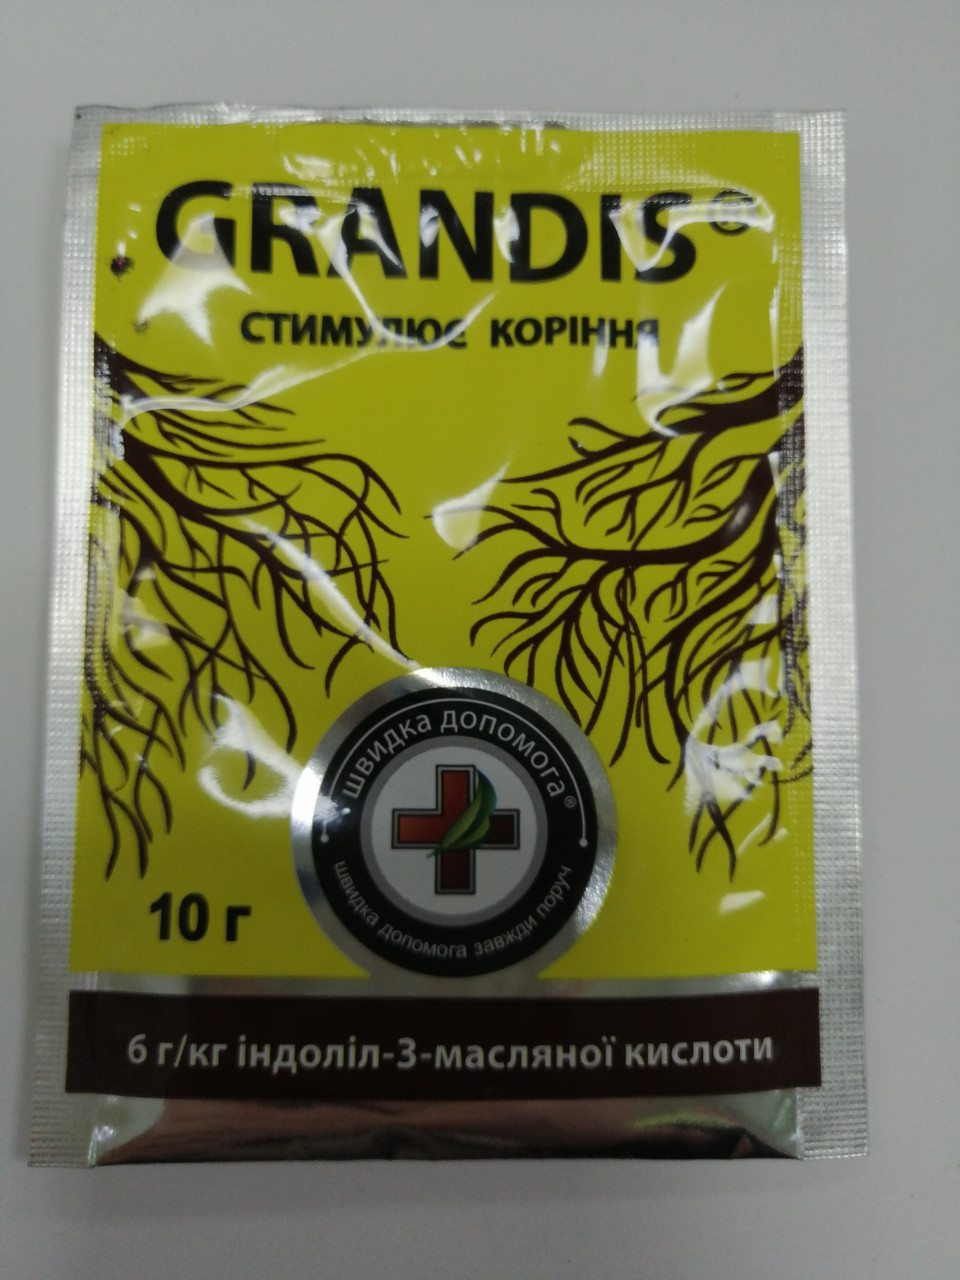 GRANDIS®
СТИМУЛЮЄ КОРІННЯ
швидка допомога®
швидка допомога завжди поруч
10 г
6 г/кг індоліл-3-масляної кислоти